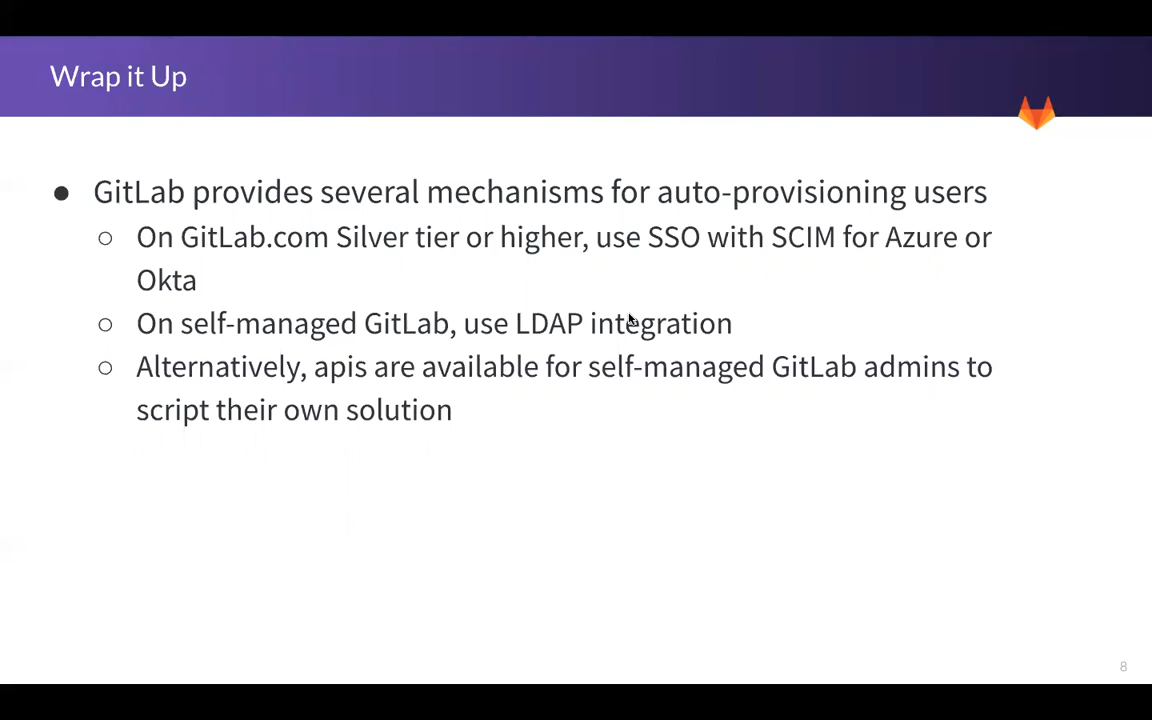 Wrap it Up
● GitLab provides several mechanisms for auto-provisioning users
○ On GitLab.com Silver tier or higher, use SSO with SCIM for Azure or
Okta
○ On self-managed GitLab, use LDAP integration
○ Alternatively, apis are available for self-managed GitLab admins to
script their own solution
8